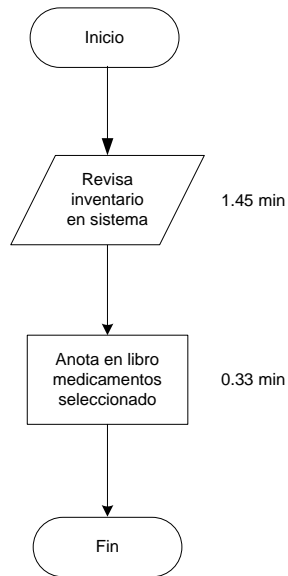 Inicio
Revisa
inventario
en sistema
1.45 min
Anota en libro
medicamentos
seleccionado
0.33 min
Fin